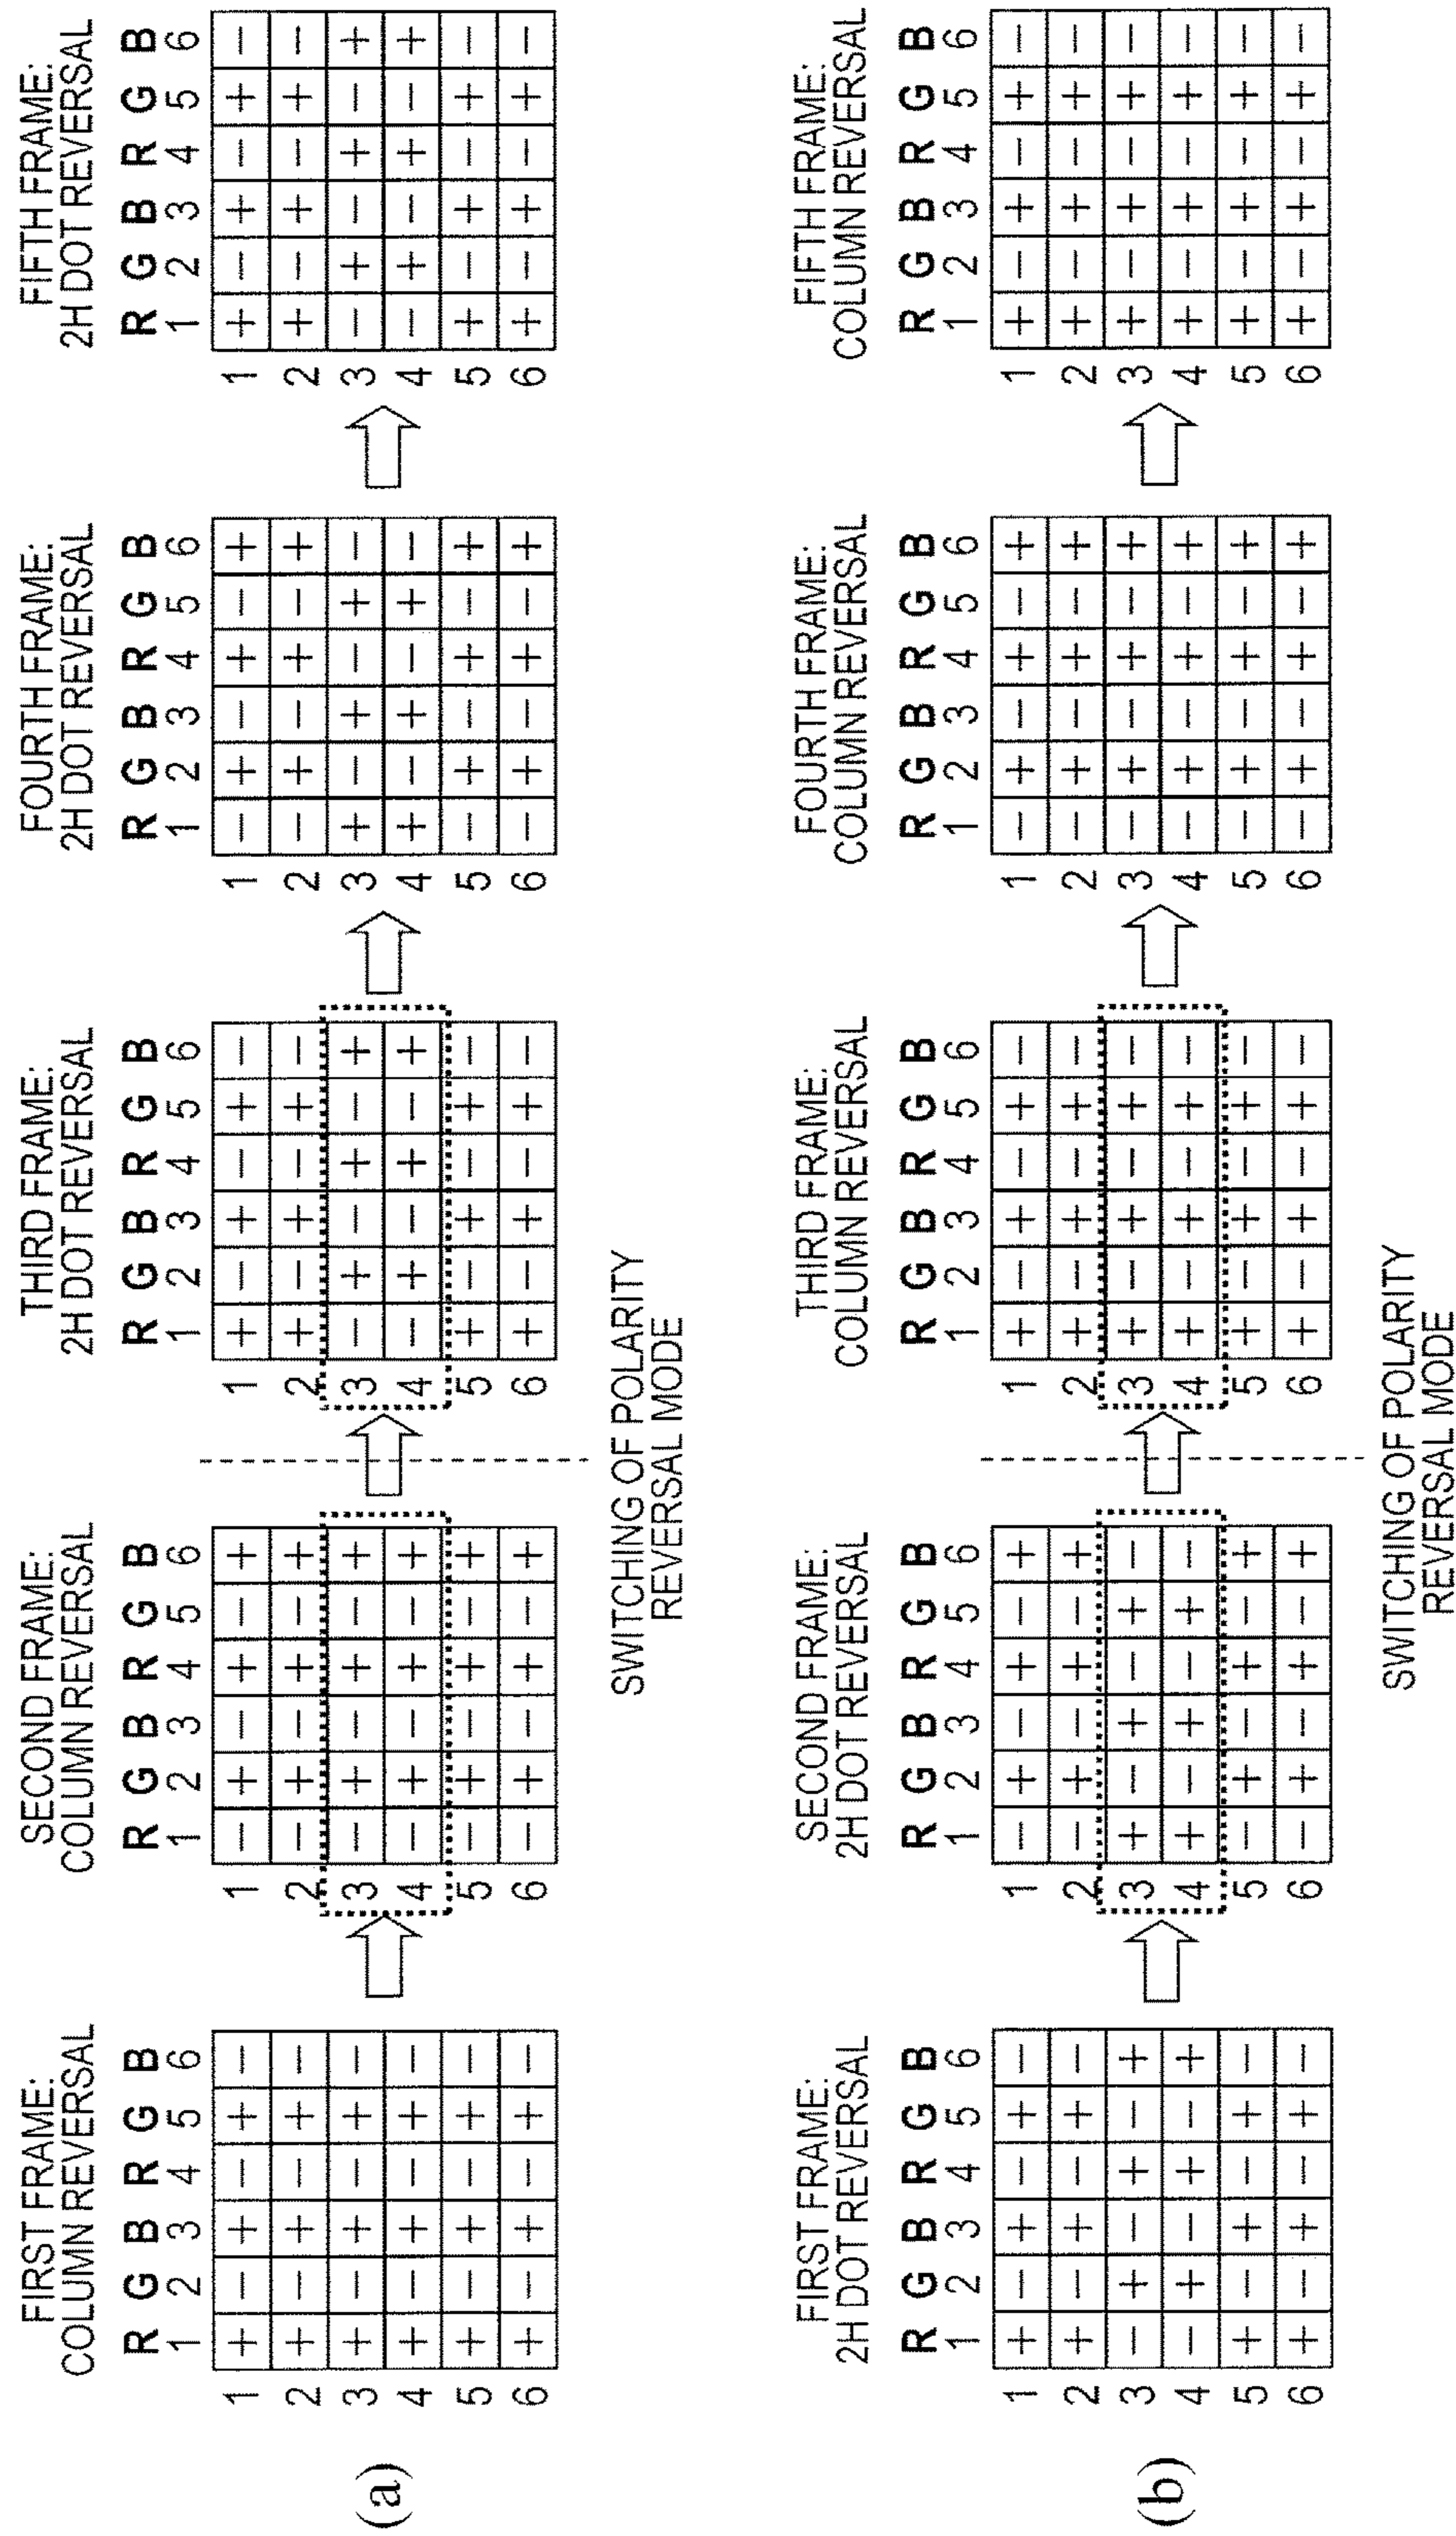 (a)
FIRST FRAME:
COLUMN REVERSAL
R G B R G B
1 2 3 4 5 6
1 + − + − + −
2 + − + − + −
3 + − + − + −
4 + − + − + −
5 + − + − + −
6 + − + − + −
SECOND FRAME:
COLUMN REVERSAL
R G B R G B
1 2 3 4 5 6
1 − + − + − +
2 − + − + − +
3 − + − + − +
4 − + − + − +
5 − + − + − +
6 − + − + − +
SWITCHING OF POLARITY
REVERSAL MODE
THIRD FRAME:
2H DOT REVERSAL
R G B R G B
1 2 3 4 5 6
1 + − + − + −
2 + − + − + −
3 − + − + − +
4 − + − + − +
5 + − + − + −
6 + − + − + −
FOURTH FRAME:
2H DOT REVERSAL
R G B R G B
1 2 3 4 5 6
1 − + − + − +
2 − + − + − +
3 + − + − + −
4 + − + − + −
5 − + − + − +
6 − + − + − +
FIFTH FRAME:
2H DOT REVERSAL
R G B R G B
1 2 3 4 5 6
1 + − + − + −
2 + − + − + −
3 − + − + − +
4 − + − + − +
5 + − + − + −
6 + − + − + −
(b)
FIRST FRAME:
2H DOT REVERSAL
R G B R G B
1 2 3 4 5 6
1 + − + − + −
2 + − + − + −
3 − + − + − +
4 − + − + − +
5 + − + − + −
6 + − + − + −
SECOND FRAME:
2H DOT REVERSAL
R G B R G B
1 2 3 4 5 6
1 − + − + − +
2 − + − + − +
3 + − + − + −
4 + − + − + −
5 − + − + − +
6 − + − + − +
SWITCHING OF POLARITY
REVERSAL MODE
THIRD FRAME:
COLUMN REVERSAL
R G B R G B
1 2 3 4 5 6
1 + − + − + −
2 + − + − + −
3 + − + − + −
4 + − + − + −
5 + − + − + −
6 + − + − + −
FOURTH FRAME:
COLUMN REVERSAL
R G B R G B
1 2 3 4 5 6
1 − + − + − +
2 − + − + − +
3 − + − + − +
4 − + − + − +
5 − + − + − +
6 − + − + − +
FIFTH FRAME:
COLUMN REVERSAL
R G B R G B
1 2 3 4 5 6
1 + − + − + −
2 + − + − + −
3 + − + − + −
4 + − + − + −
5 + − + − + −
6 + − + − + −